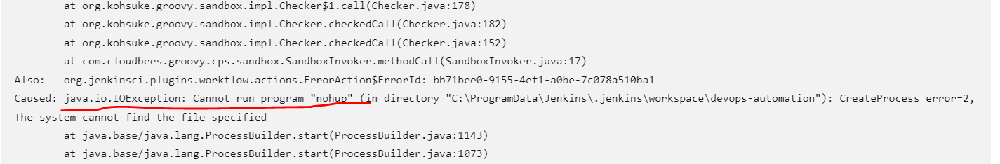 at org.kohsuke.groovy.sandbox.impl.Checker$1.call(Checker.java:178)
at org.kohsuke.groovy.sandbox.impl.Checker.checkedCall(Checker.java:182)
at org.kohsuke.groovy.sandbox.impl.Checker.checkedCall(Checker.java:152)
at com.cloudbees.groovy.cps.sandbox.SandboxInvoker.methodCall(SandboxInvoker.java:17)
Also:   org.jenkinsci.plugins.workflow.actions.ErrorAction$ErrorId: bb71bee0-9155-4ef1-a0be-7c078a510ba1
Caused: java.io.IOException: Cannot run program "nohup" (in directory "C:\ProgramData\Jenkins\.jenkins\workspace\devops-automation"): CreateProcess error=2,
The system cannot find the file specified
at java.base/java.lang.ProcessBuilder.start(ProcessBuilder.java:1143)
at java.base/java.lang.ProcessBuilder.start(ProcessBuilder.java:1073)